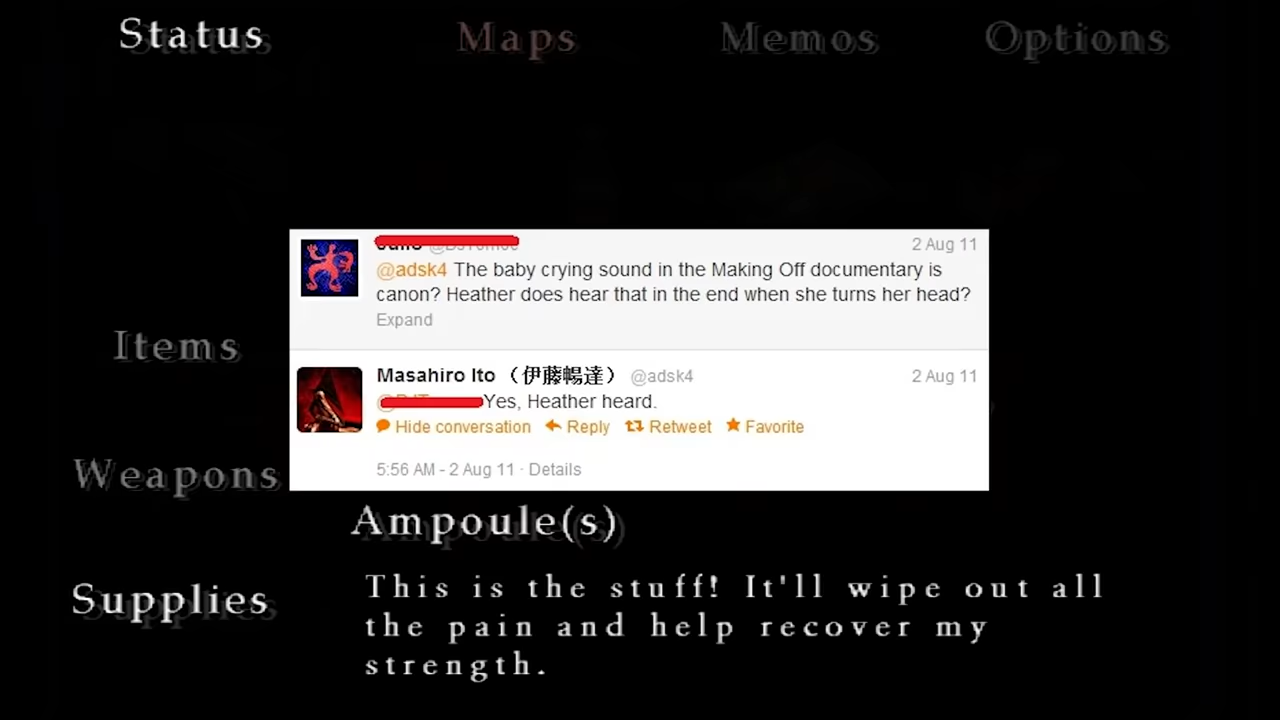 Status Maps Memos Options
2 Aug 11
@adsk4 The baby crying sound in the Making Off documentary is
canon? Heather does hear that in the end when she turns her head?
Expand
Items
Masahiro Ito （伊藤暢達） @adsk4 2 Aug 11
Yes, Heather heard.
Hide conversation Reply Retweet Favorite
Weapons
5:56 AM - 2 Aug 11 · Details
Ampoule(s)
Supplies
This is the stuff! It'll wipe out all
the pain and help recover my
strength.